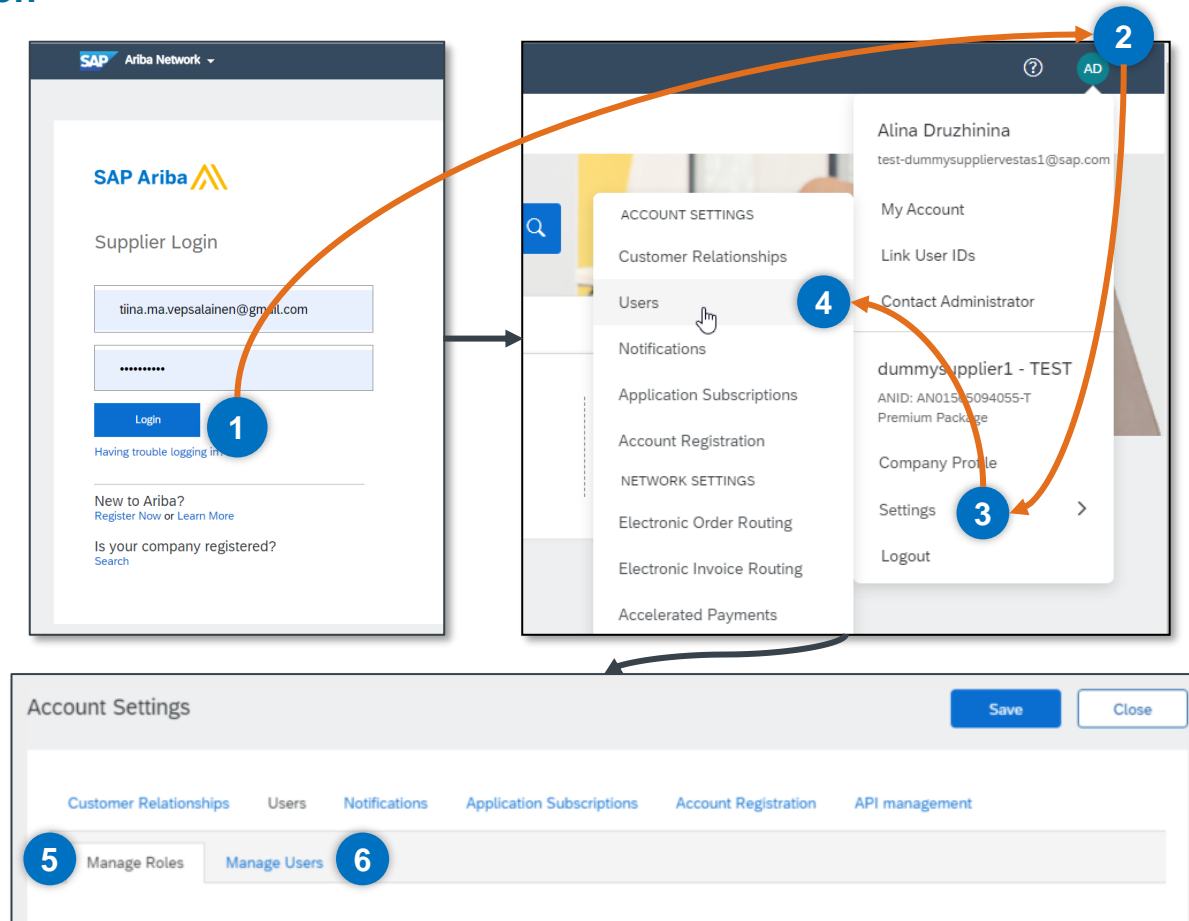 SAP Ariba Network
SAP Ariba
Supplier Login
tiina.ma.vepsalainen@gmail.com
••••••••••
Login
1
Having trouble logging in?
New to Ariba?
Register Now or Learn More
Is your company registered?
Search
2
?
AD
Alina Druzhinina
test-dummysuppliervestas1@sap.com
My Account
Link User IDs
Contact Administrator
dummysupplier1 - TEST
Premium Package
Company Profile
Settings
3
Logout
ACCOUNT SETTINGS
Customer Relationships
Users
4
Notifications
Application Subscriptions
Account Registration
NETWORK SETTINGS
Electronic Order Routing
Electronic Invoice Routing
Accelerated Payments
Account Settings
Save
Close
Customer Relationships Users Notifications Application Subscriptions Account Registration API management
5 Manage Roles Manage Users 6